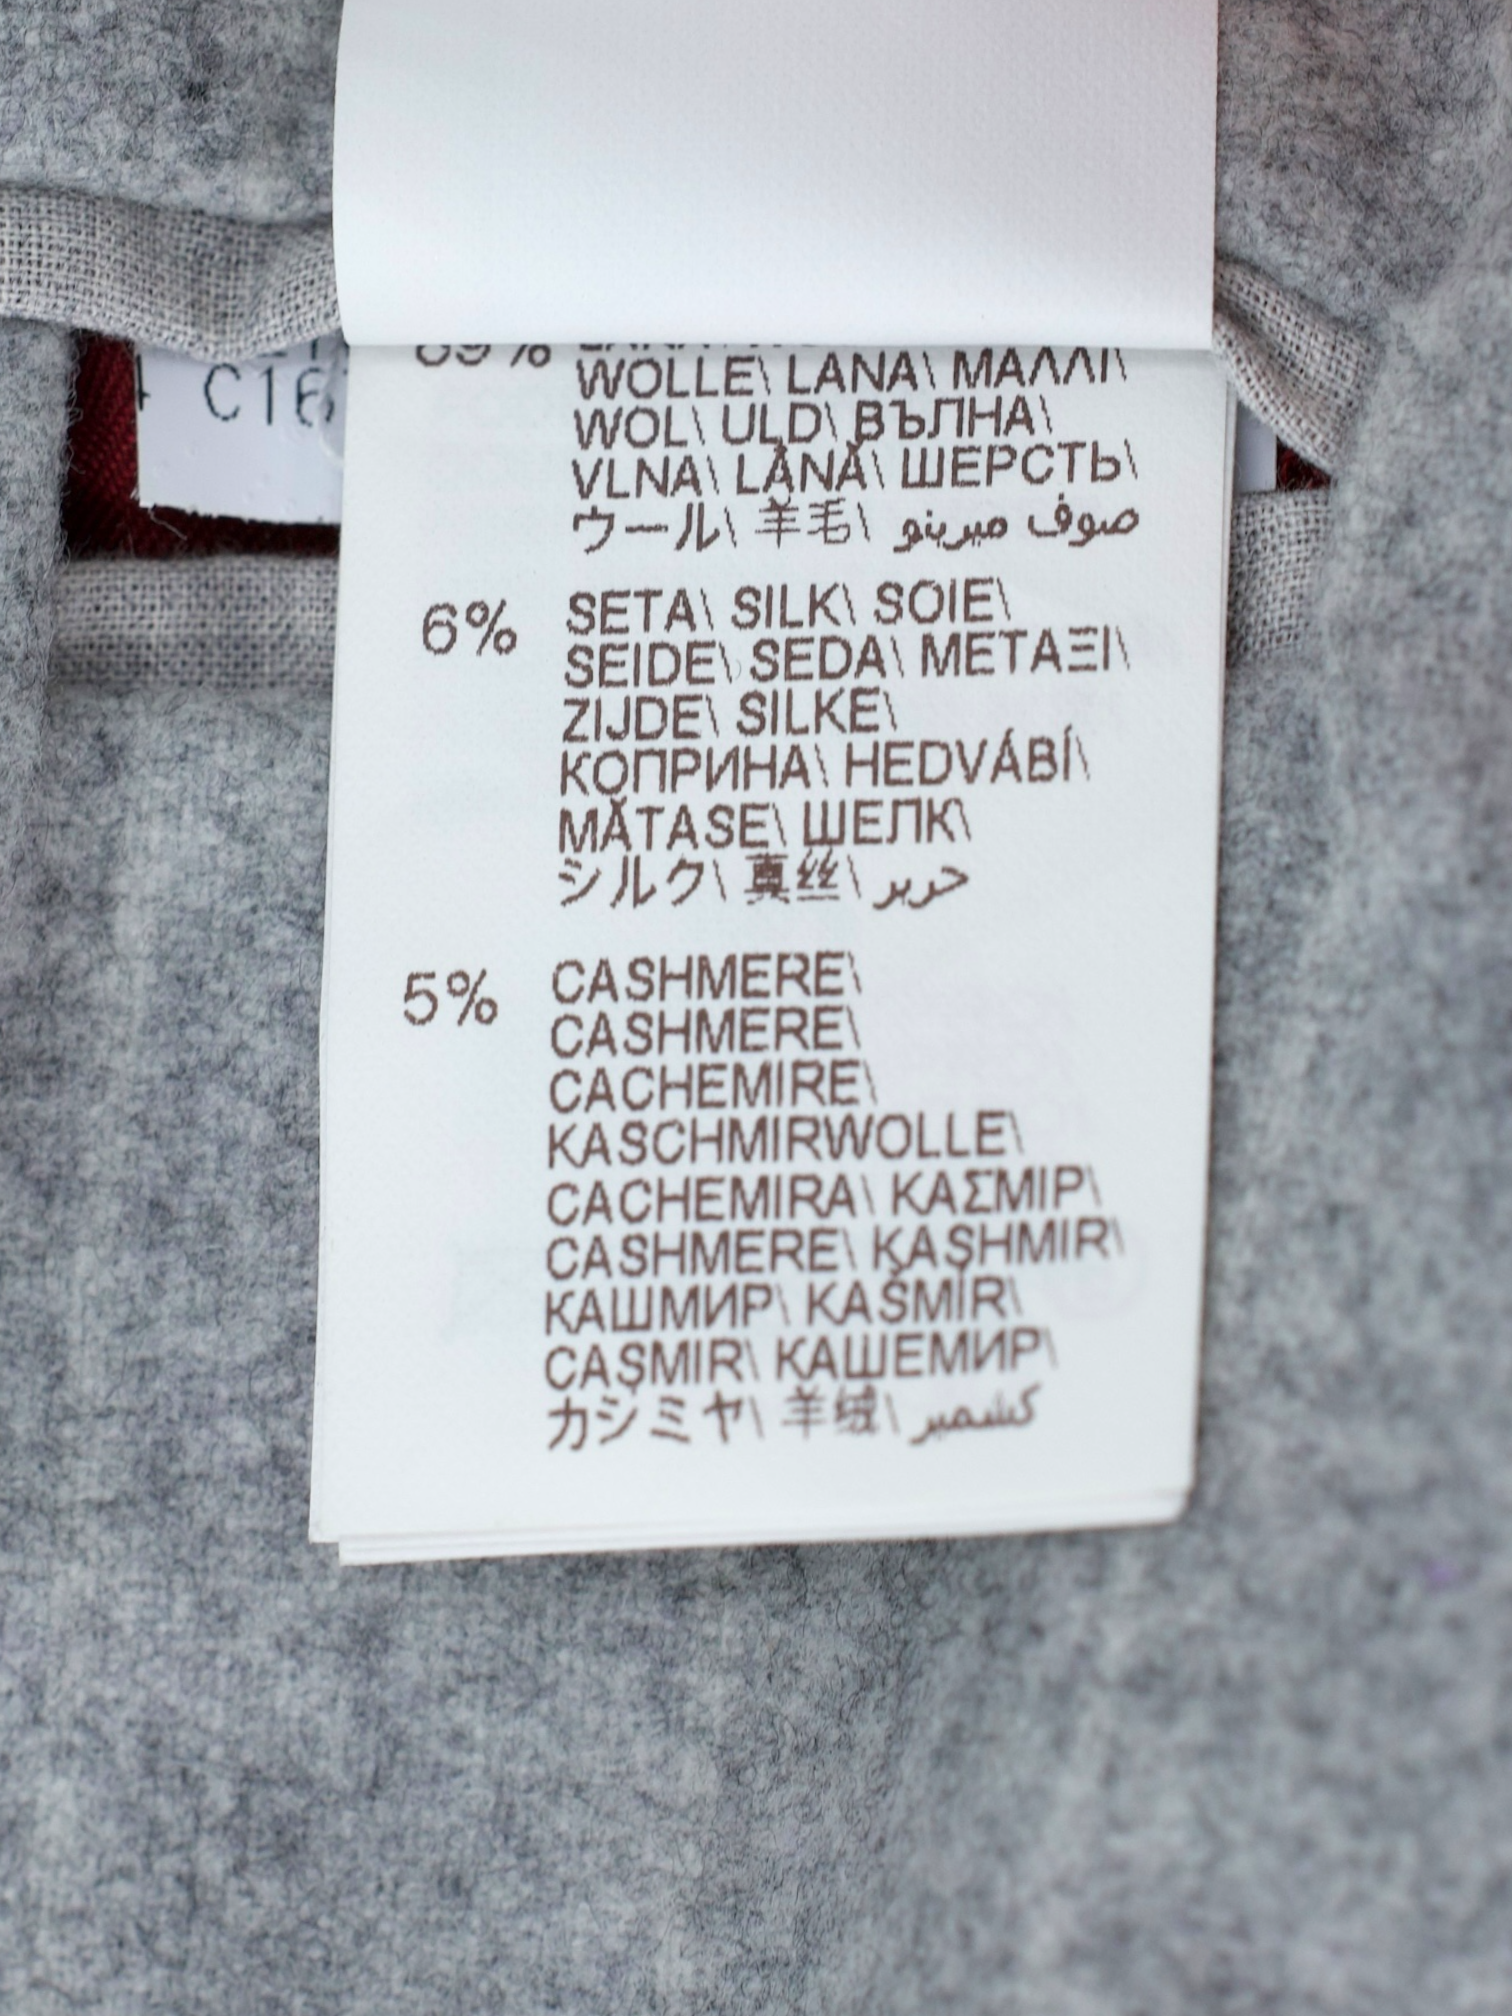 C16
WOLLE\ LANA\ ΜΑΛΛΙ\
WOL\ ULD\ ВЪЛНА\
VLNA\ LÂNĂ\ ШЕРСТЬ\
ウール\ 羊毛\ صوف ميرينو
6% SETA\ SILK\ SOIE\
SEIDE\ SEDA\ ΜΕΤΑΞΙ\
ZIJDE\ SILKE\
КОПРИНА\ HEDVÁBÍ\
MĂTASE\ ШЕЛК\
シルク\ 真丝\ حرير
5% CASHMERE\
CASHMERE\
CACHEMIRE\
KASCHMIRWOLLE\
CACHEMIRA\ ΚΑΣΜΙΡ\
CASHMERE\ KASHMIR\
КАШМИР\ KAŠMÍR\
CAŞMIR\ КАШЕМИР\
カシミヤ\ 羊绒\ كشمير